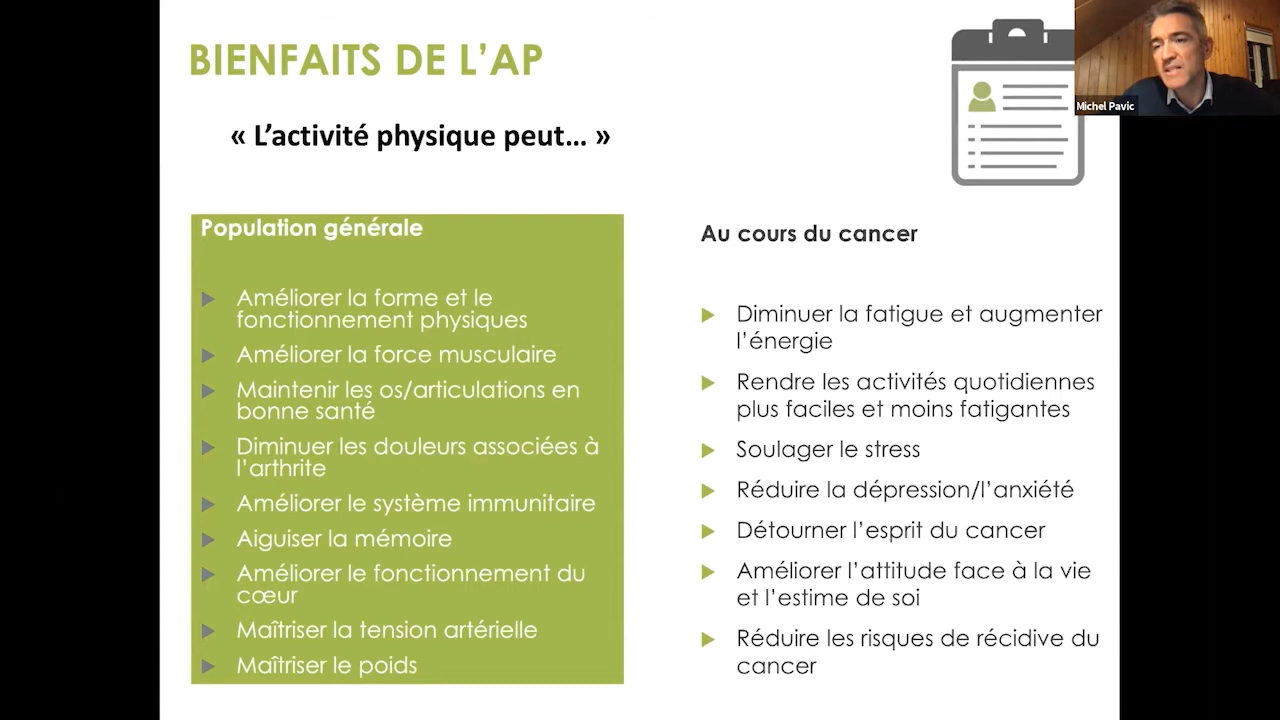 BIENFAITS DE L'AP
Michel Pavic
« L'activité physique peut... »
Population générale
Améliorer la forme et le
fonctionnement physiques
Améliorer la force musculaire
Maintenir les os/articulations en
bonne santé
Diminuer les douleurs associées à
l'arthrite
Améliorer le système immunitaire
Aiguiser la mémoire
Améliorer le fonctionnement du
cœur
Maîtriser la tension artérielle
Maîtriser le poids
Au cours du cancer
Diminuer la fatigue et augmenter
l'énergie
Rendre les activités quotidiennes
plus faciles et moins fatigantes
Soulager le stress
Réduire la dépression/l'anxiété
Détourner l'esprit du cancer
Améliorer l'attitude face à la vie
et l'estime de soi
Réduire les risques de récidive du
cancer